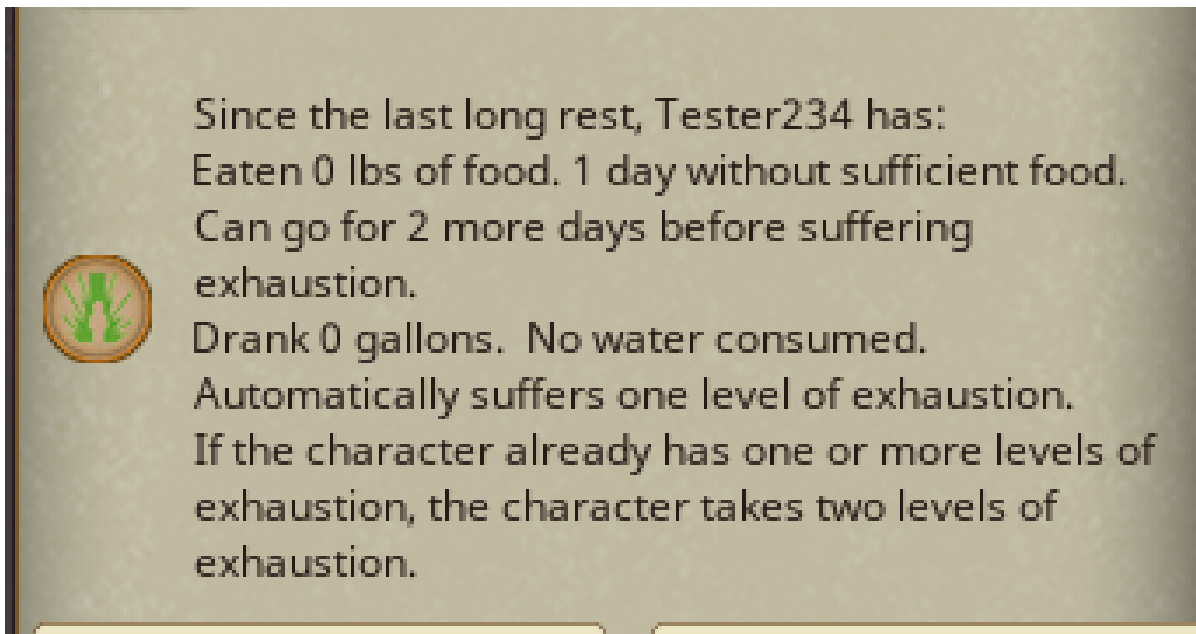 Since the last long rest, Tester234 has:
Eaten 0 lbs of food. 1 day without sufficient food.
Can go for 2 more days before suffering
exhaustion.
Drank 0 gallons.  No water consumed.
Automatically suffers one level of exhaustion.
If the character already has one or more levels of
exhaustion, the character takes two levels of
exhaustion.